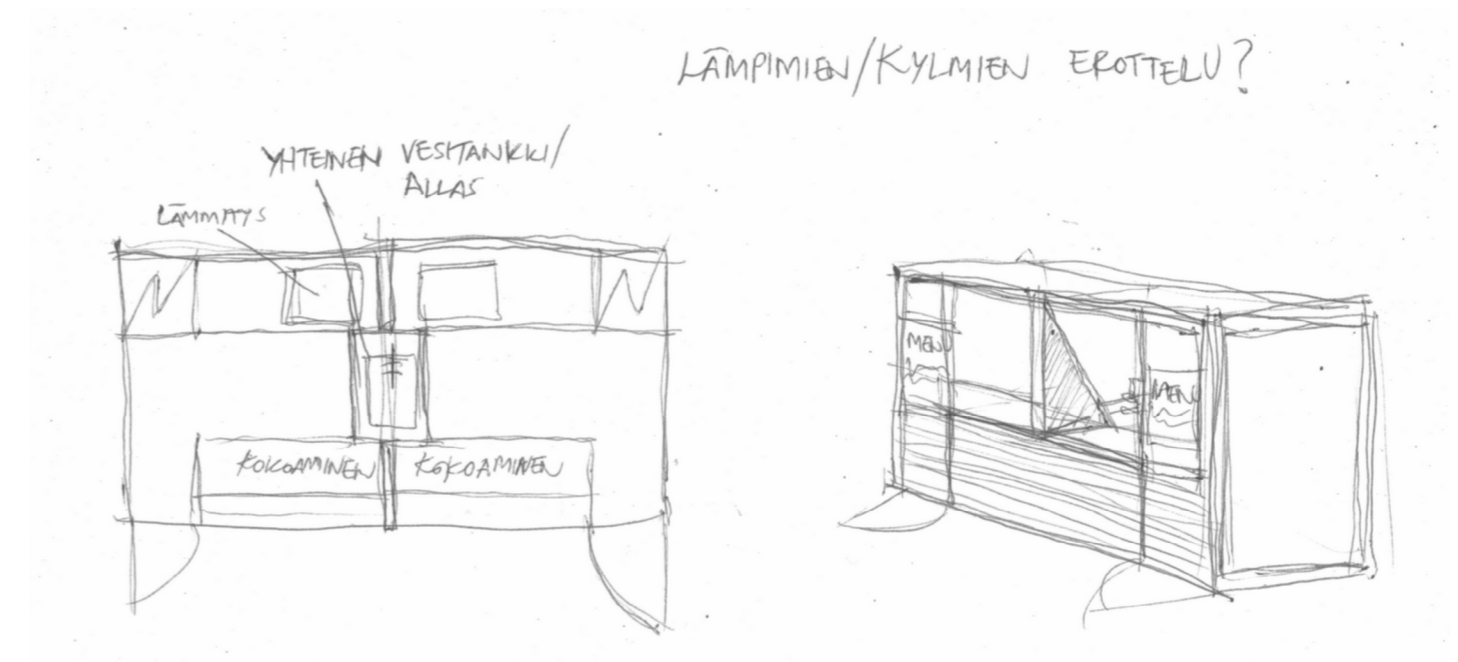 LÄMPIMIEN/KYLMIEN EROTTELU?
YHTEINEN VESITANKKI/
ALLAS
LÄMMITYS
KOKOAMINEN
KOKOAMINEN
MENU
MENU